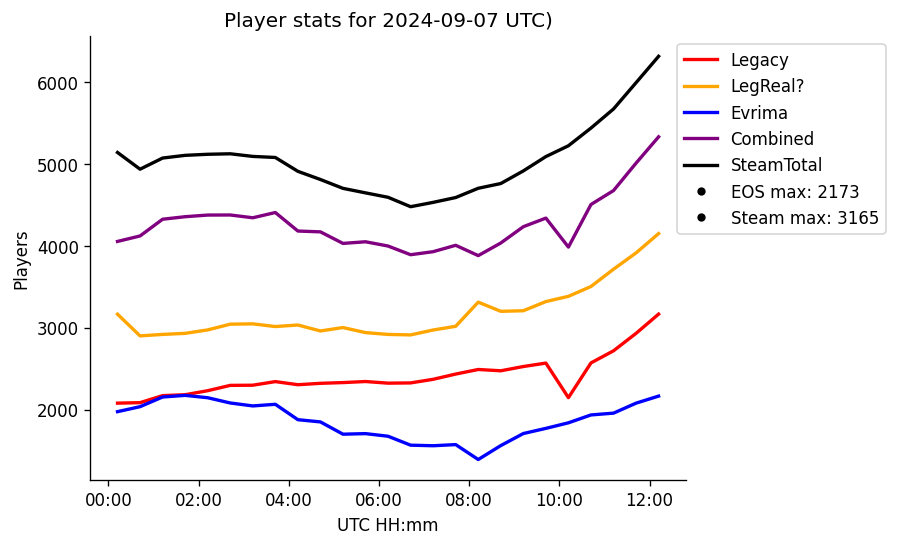 Player stats for 2024-09-07 UTC)
Legacy
LegReal?
Evrima
Combined
SteamTotal
EOS max: 2173
Steam max: 3165
Players
6000
5000
4000
3000
2000
00:00 02:00 04:00 06:00 08:00 10:00 12:00
UTC HH:mm